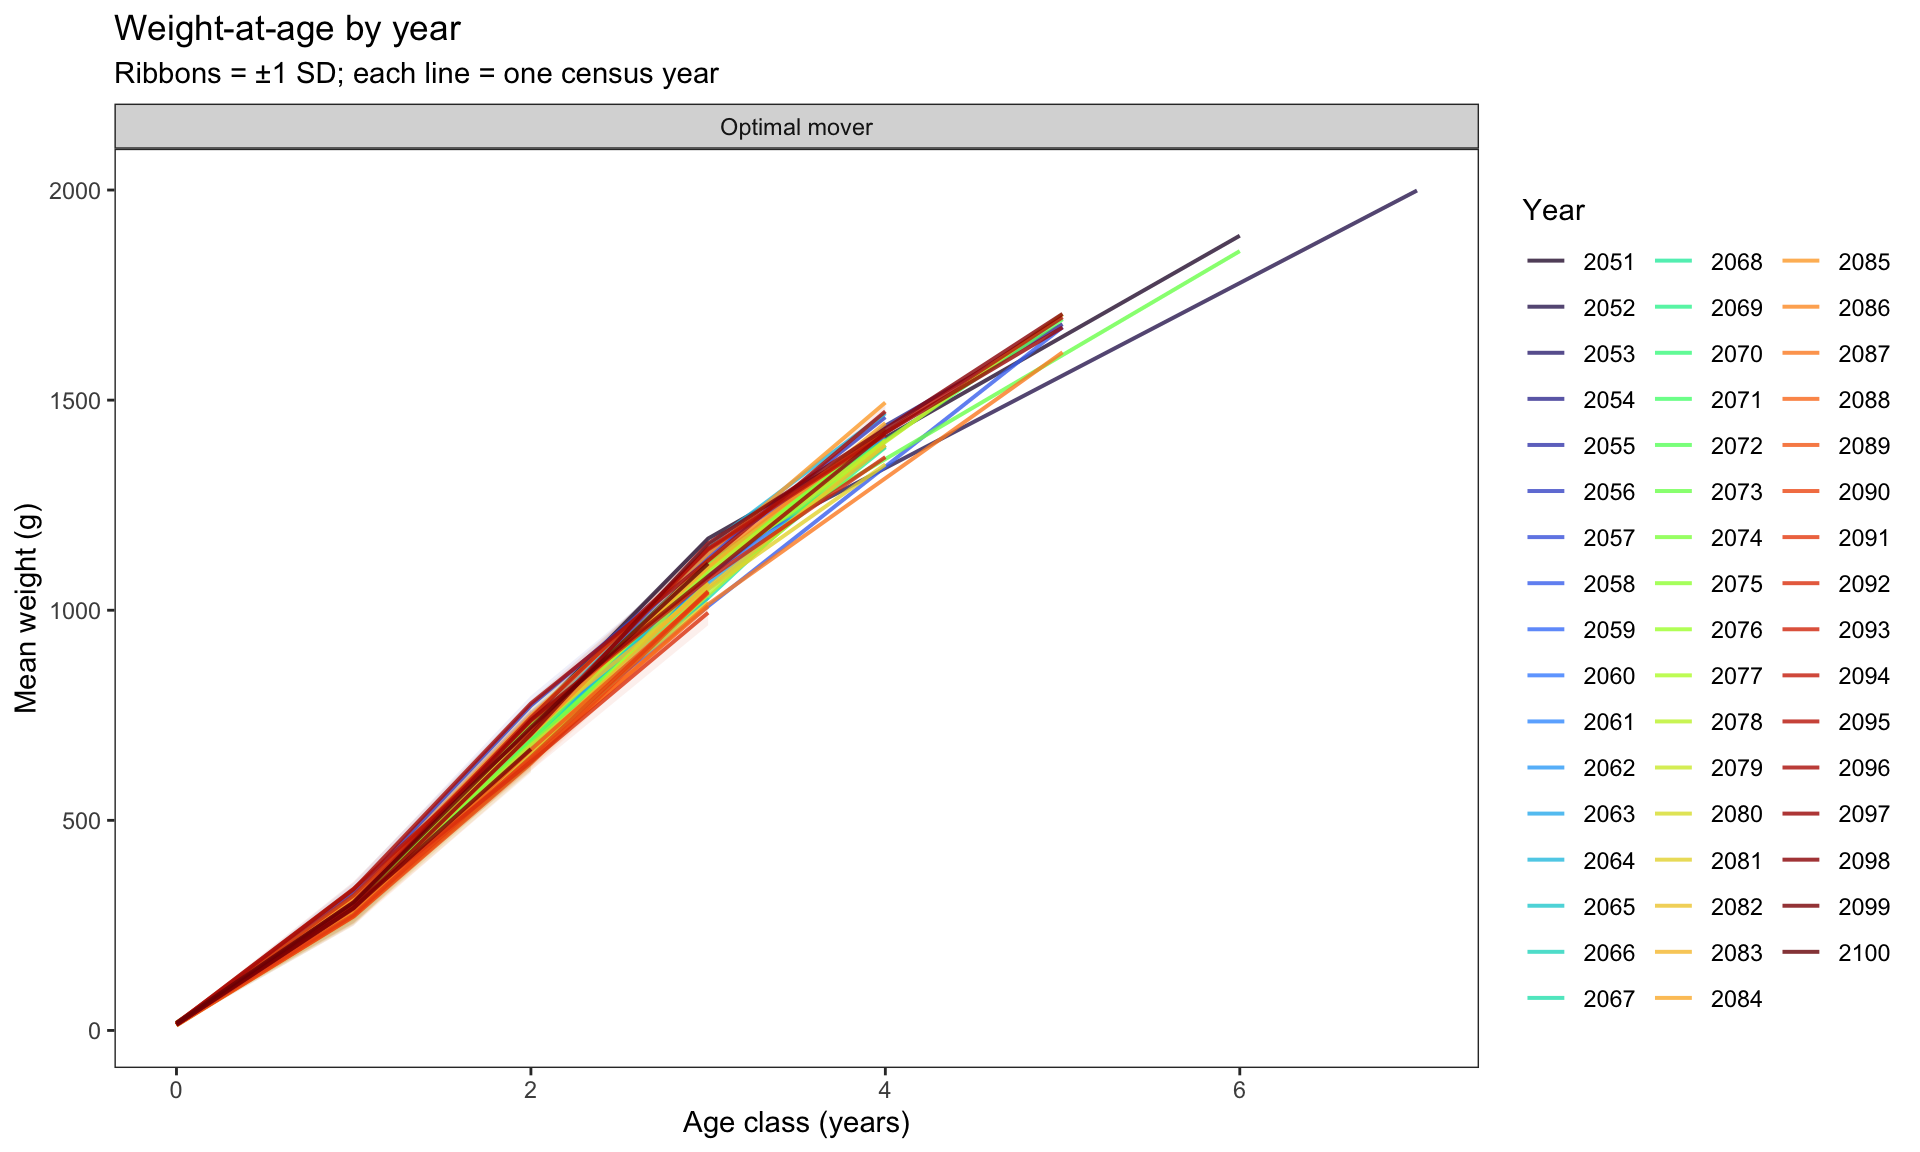 Weight-at-age by year
Ribbons = ±1 SD; each line = one census year
Optimal mover
2000
1500
1000
500
0
Mean weight (g)
0 2 4 6
Age class (years)
Year
2051 2068 2085
2052 2069 2086
2053 2070 2087
2054 2071 2088
2055 2072 2089
2056 2073 2090
2057 2074 2091
2058 2075 2092
2059 2076 2093
2060 2077 2094
2061 2078 2095
2062 2079 2096
2063 2080 2097
2064 2081 2098
2065 2082 2099
2066 2083 2100
2067 2084